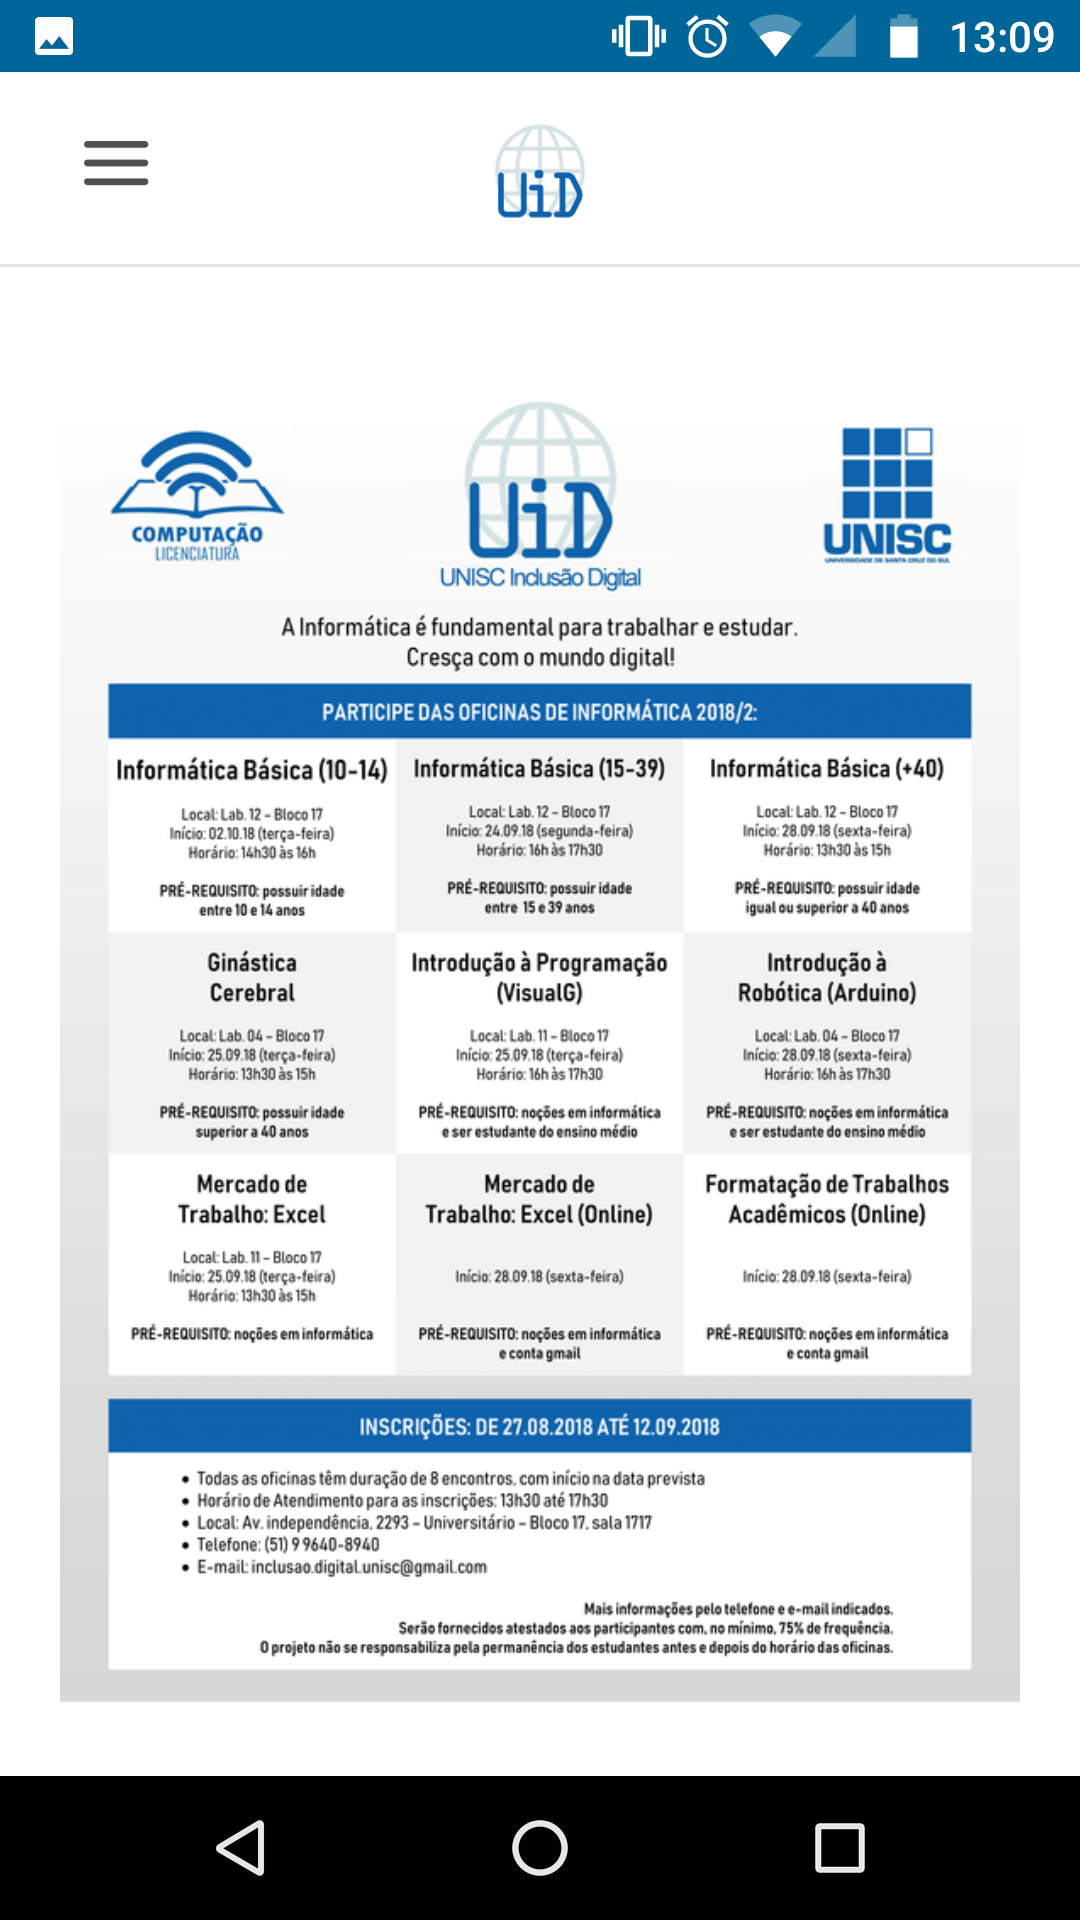 13:09
UiD
COMPUTAÇÃO
LICENCIATURA
UiD
UNISC Inclusão Digital
UNISC
UNIVERSIDADE DE SANTA CRUZ DO SUL
A Informática é fundamental para trabalhar e estudar.
Cresça com o mundo digital!
PARTICIPE DAS OFICINAS DE INFORMÁTICA 2018/2:
Informática Básica (10-14)
Local: Lab. 12 – Bloco 17
Início: 02.10.18 (terça-feira)
Horário: 14h30 às 16h
PRÉ-REQUISITO: possuir idade
entre 10 e 14 anos
Informática Básica (15-39)
Local: Lab. 12 – Bloco 17
Início: 24.09.18 (segunda-feira)
Horário: 16h às 17h30
PRÉ-REQUISITO: possuir idade
entre 15 e 39 anos
Informática Básica (+40)
Local: Lab. 12 – Bloco 17
Início: 28.09.18 (sexta-feira)
Horário: 13h30 às 15h
PRÉ-REQUISITO: possuir idade
igual ou superior a 40 anos
Ginástica
Cerebral
Local: Lab. 04 – Bloco 17
Início: 25.09.18 (terça-feira)
Horário: 13h30 às 15h
PRÉ-REQUISITO: possuir idade
superior a 40 anos
Introdução à Programação
(VisualG)
Local: Lab. 11 – Bloco 17
Início: 25.09.18 (terça-feira)
Horário: 16h às 17h30
PRÉ-REQUISITO: noções em informática
e ser estudante do ensino médio
Introdução à
Robótica (Arduino)
Local: Lab. 04 – Bloco 17
Início: 28.09.18 (sexta-feira)
Horário: 16h às 17h30
PRÉ-REQUISITO: noções em informática
e ser estudante do ensino médio
Mercado de
Trabalho: Excel
Local: Lab. 11 – Bloco 17
Início: 25.09.18 (terça-feira)
Horário: 13h30 às 15h
PRÉ-REQUISITO: noções em informática
Mercado de
Trabalho: Excel (Online)
Início: 28.09.18 (sexta-feira)
PRÉ-REQUISITO: noções em informática
e conta gmail
Formatação de Trabalhos
Acadêmicos (Online)
Início: 28.09.18 (sexta-feira)
PRÉ-REQUISITO: noções em informática
e conta gmail
INSCRIÇÕES: DE 27.08.2018 ATÉ 12.09.2018
• Todas as oficinas têm duração de 8 encontros, com início na data prevista
• Horário de Atendimento para as inscrições: 13h30 até 17h30
• Local: Av. independência, 2293 – Universitário – Bloco 17, sala 1717
• Telefone: (51) 9 9640-8940
• E-mail: inclusao.digital.unisc@gmail.com
Mais informações pelo telefone e e-mail indicados.
Serão fornecidos atestados aos participantes com, no mínimo, 75% de frequência.
O projeto não se responsabiliza pela permanência dos estudantes antes e depois do horário das oficinas.